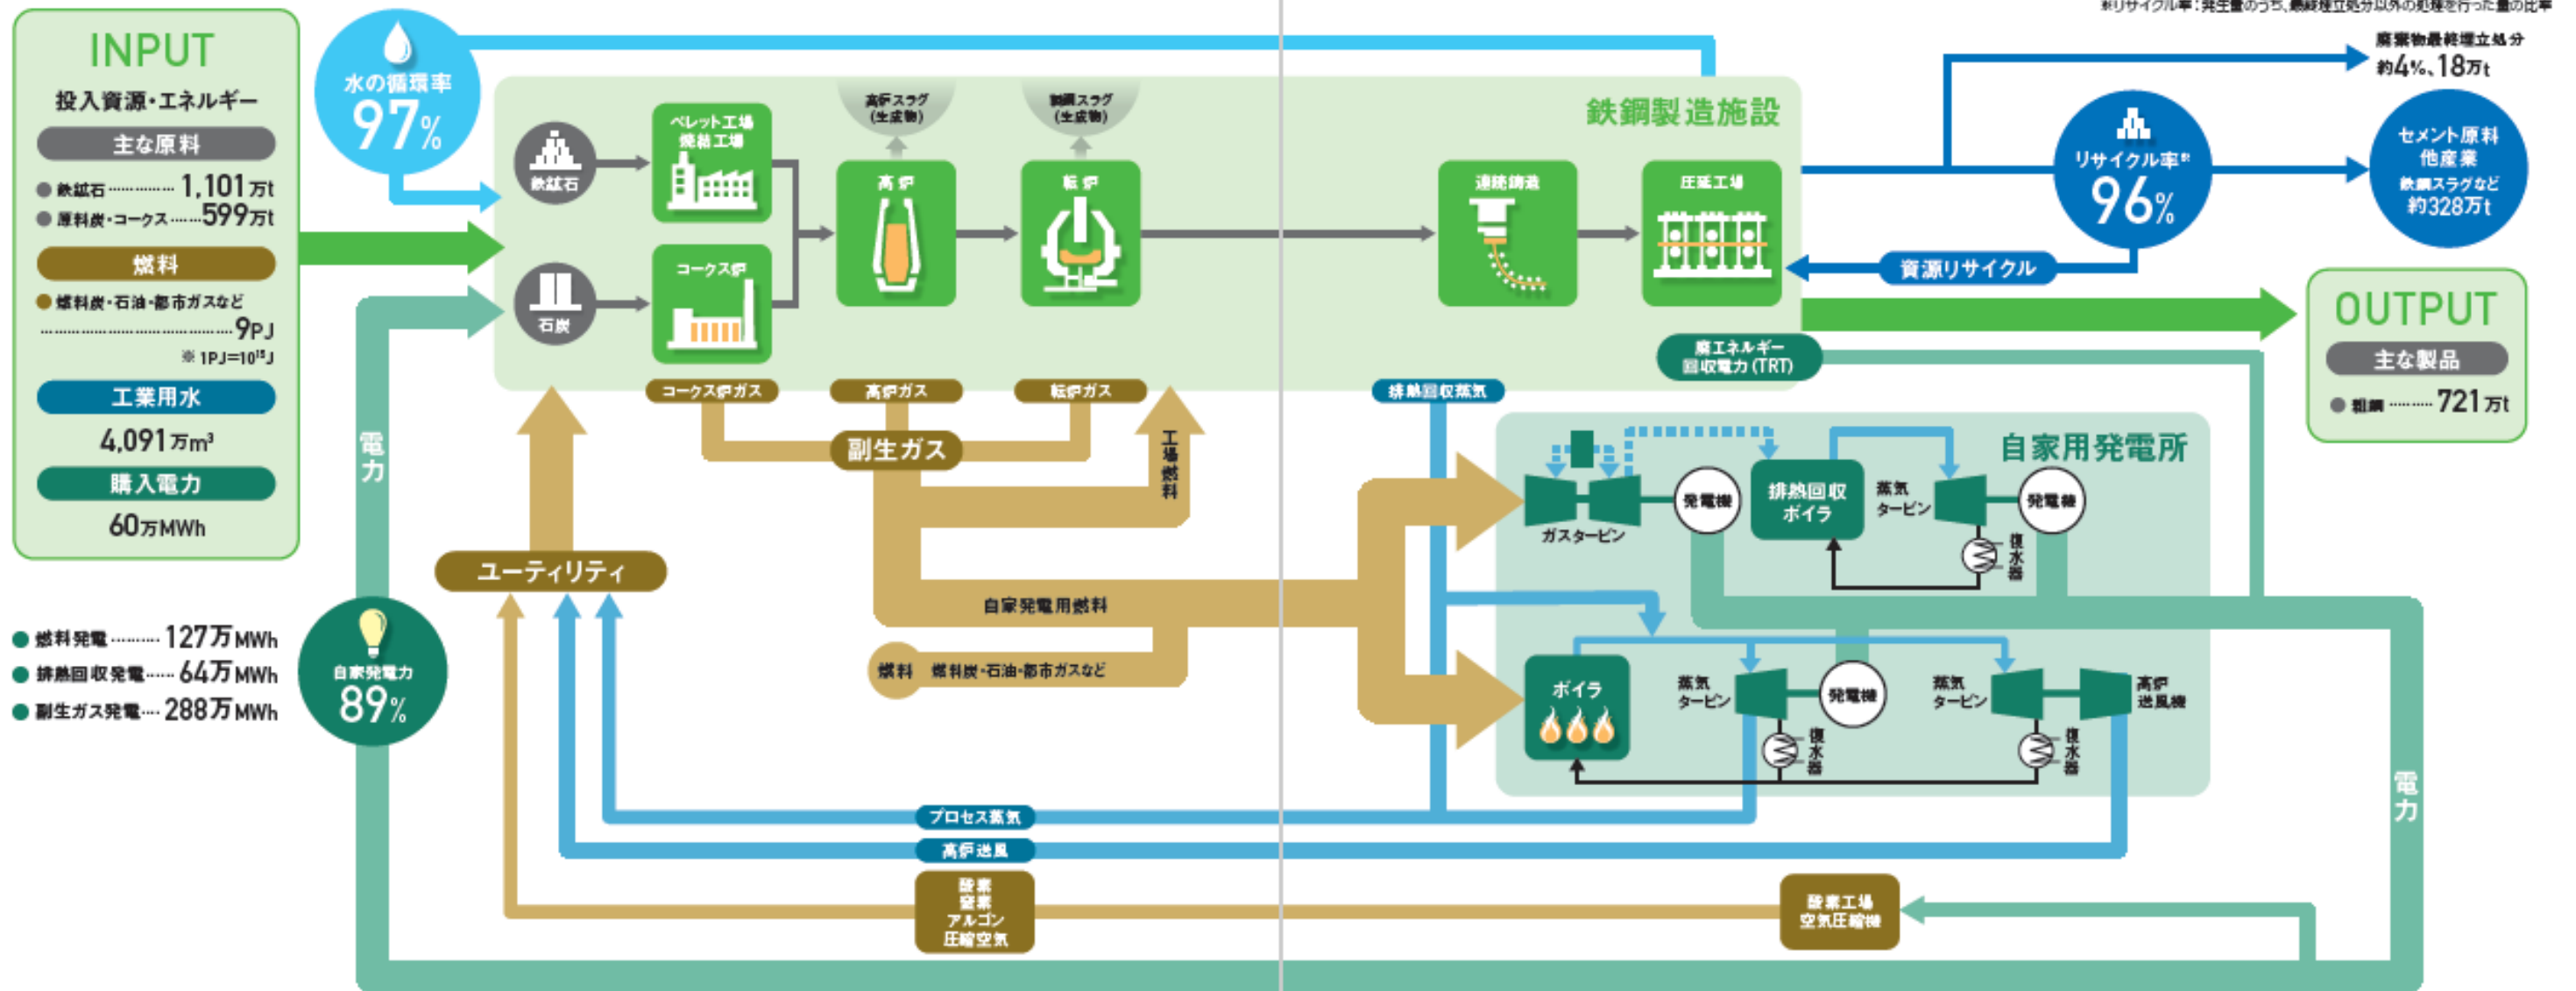 ※リサイクル率：発生量のうち、最終埋立処分以外の処理を行った量の比率
INPUT
投入資源・エネルギー
主な原料
鉄鉱石 ············· 1,101万t
原料炭・コークス ······ 599万t
燃料
燃料炭・石油・都市ガスなど
········································ 9PJ
※ 1PJ=10¹⁵J
工業用水
4,091万m³
購入電力
60万MWh
水の循環率
97%
鉄鋼製造施設
鉄鉱石
ペレット工場
焼結工場
石炭
コークス炉
高炉スラグ
(生成物)
高炉
製鋼スラグ
(生成物)
転炉
連続鋳造
圧延工場
廃棄物最終埋立処分
約4%、18万t
リサイクル率※
96%
セメント原料
他産業
鉄鋼スラグなど
約328万t
資源リサイクル
OUTPUT
主な製品
粗鋼 ········· 721万t
廃エネルギー
回収電力(TRT)
コークス炉ガス
高炉ガス
転炉ガス
副生ガス
工場燃料
排熱回収蒸気
電力
ユーティリティ
自家発電用燃料
燃料
燃料炭・石油・都市ガスなど
自家用発電所
ガスタービン
発電機
排熱回収
ボイラ
蒸気
タービン
発電機
復水器
ボイラ
蒸気
タービン
発電機
復水器
蒸気
タービン
高炉
送風機
復水器
燃料発電 ·········· 127万MWh
排熱回収発電 ······ 64万MWh
副生ガス発電 ···· 288万MWh
自家発電力
89%
プロセス蒸気
高炉送風
酸素
窒素
アルゴン
圧縮空気
酸素工場
空気圧縮機
電力